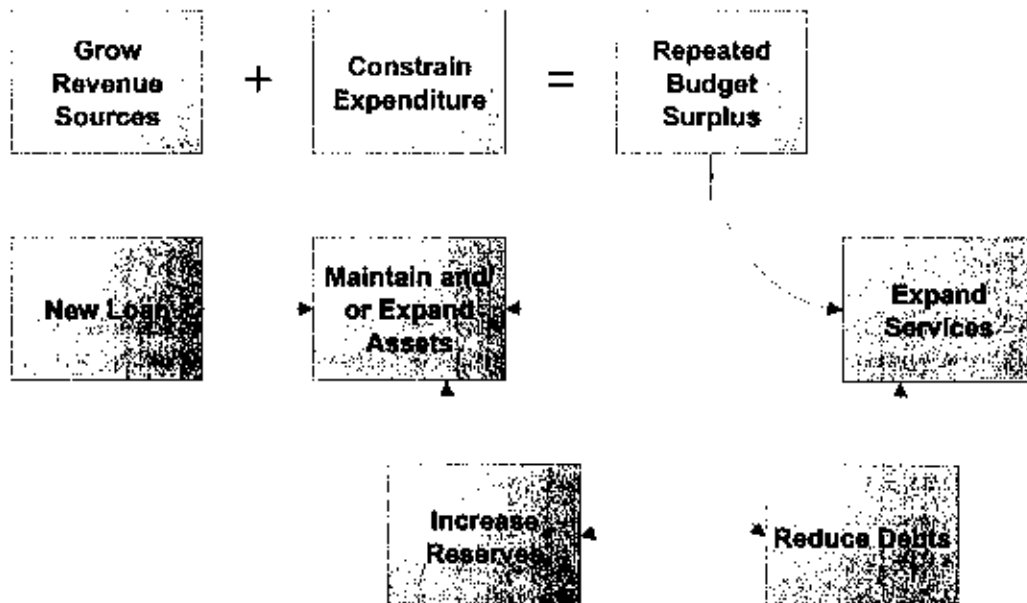 Grow
Revenue
Sources
+
Constrain
Expenditure
=
Repeated
Budget
Surplus
New Loan
Maintain and/
or Expand
Assets
Expand
Services
Increase
Reserves
Reduce Debts